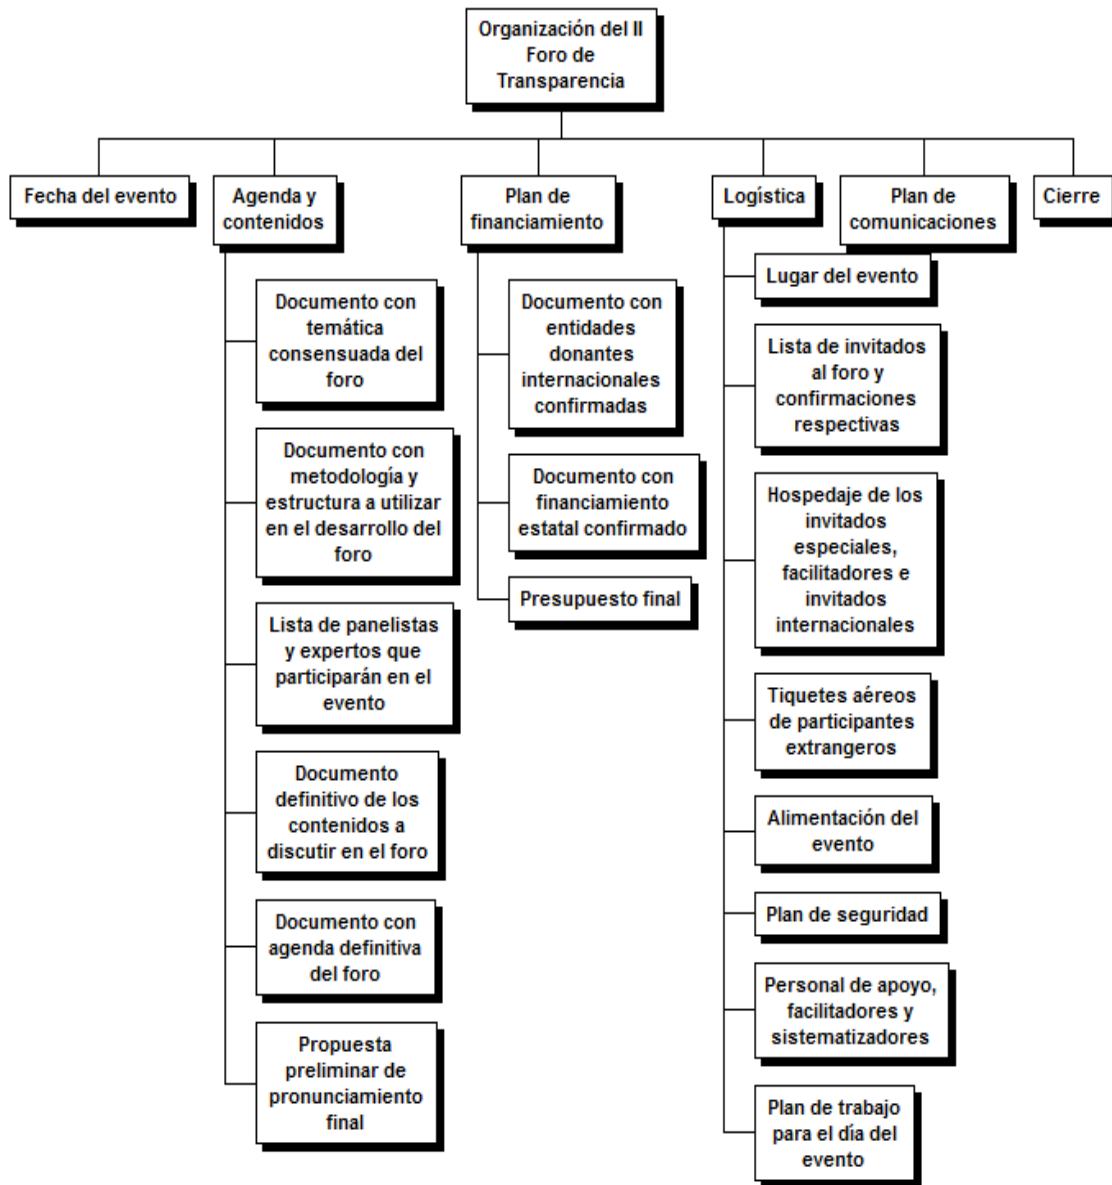 Organización del II
Foro de
Transparencia
Fecha del evento
Agenda y
contenidos
Documento con
temática
consensuada del
foro
Documento con
metodología y
estructura a utilizar
en el desarrollo del
foro
Lista de panelistas
y expertos que
participarán en el
evento
Documento
definitivo de los
contenidos a
discutir en el foro
Documento con
agenda definitiva
del foro
Propuesta
preliminar de
pronunciamiento
final
Plan de
financiamiento
Documento con
entidades
donantes
internacionales
confirmadas
Documento con
financiamiento
estatal confirmado
Presupuesto final
Logística
Lugar del evento
Lista de invitados
al foro y
confirmaciones
respectivas
Hospedaje de los
invitados
especiales,
facilitadores e
invitados
internacionales
Tiquetes aéreos
de participantes
extrangeros
Alimentación del
evento
Plan de seguridad
Personal de apoyo,
facilitadores y
sistematizadores
Plan de trabajo
para el día del
evento
Plan de
comunicaciones
Cierre